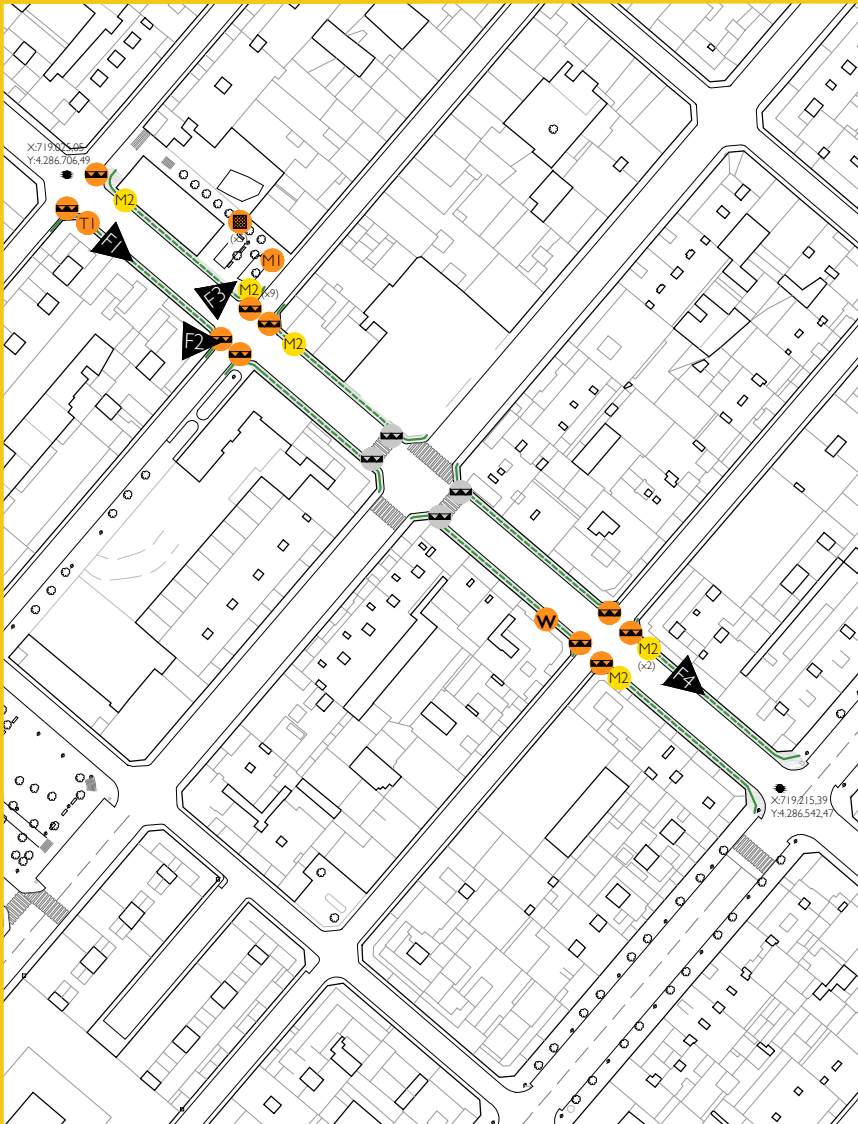 X:719.025,05
Y:4.286.706,49
M2
T1
F1
(x3)
M1
F3
M2
(x9)
F2
M2
W
M2
(x2)
F4
M2
X:719.215,39
Y:4.286.542,47